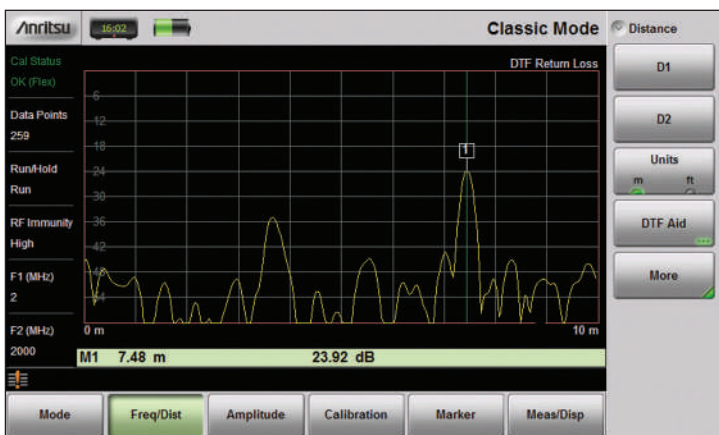 Anritsu
16:02
Classic Mode
Distance
Cal Status
OK (Flex)
DTF Return Loss
D1
Data Points
259
D2
Run/Hold
Run
Units
m ft
RF Immunity
High
DTF Aid
F1 (MHz)
2
More
F2 (MHz)
2000
6
12
18
24
30
36
42
48
54
1
0 m
10 m
M1 7.48 m 23.92 dB
Mode
Freq/Dist
Amplitude
Calibration
Marker
Meas/Disp